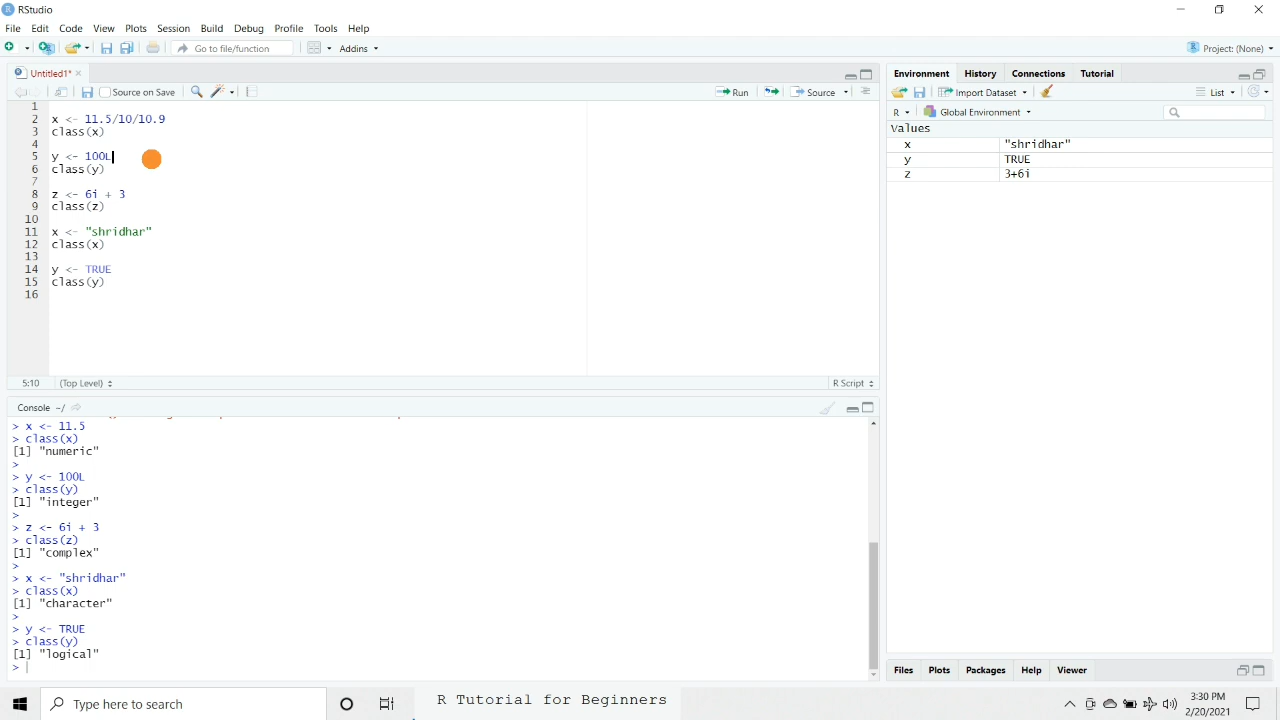 RStudio
File Edit Code View Plots Session Build Debug Profile Tools Help
Go to file/function Addins Project: (None)
Untitled1*
Source on Save Run Source
1
2 x <- 11.5/10/10.9
3 class(x)
4
5 y <- 100L
6 class(y)
7
8 z <- 6i + 3
9 class(z)
10
11 x <- "shridhar"
12 class(x)
13
14 y <- TRUE
15 class(y)
16
5:10 (Top Level) R Script
Console ~/
> x <- 11.5
> class(x)
[1] "numeric"
>
> y <- 100L
> class(y)
[1] "integer"
>
> z <- 6i + 3
> class(z)
[1] "complex"
>
> x <- "shridhar"
> class(x)
[1] "character"
>
> y <- TRUE
> class(y)
[1] "logical"
>
Environment History Connections Tutorial
Import Dataset List
R Global Environment
Values
x "shridhar"
y TRUE
z 3+6i
Files Plots Packages Help Viewer
Type here to search
R Tutorial for Beginners
3:30 PM
2/20/2021